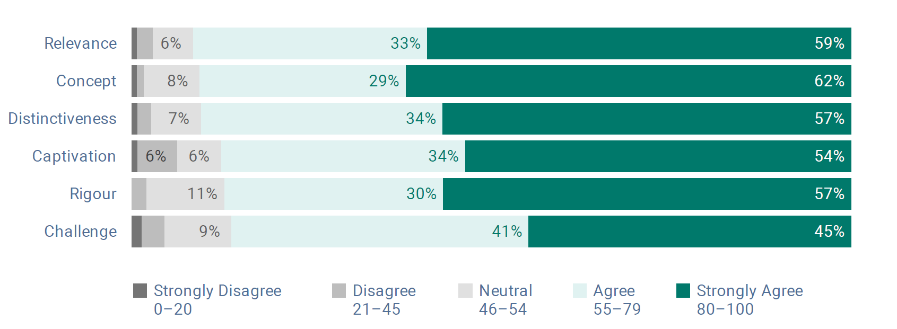 Relevance 6% 33% 59%
Concept 8% 29% 62%
Distinctiveness 7% 34% 57%
Captivation 6% 6% 34% 54%
Rigour 11% 30% 57%
Challenge 9% 41% 45%
Strongly Disagree Disagree Neutral Agree Strongly Agree
0–20 21–45 46–54 55–79 80–100